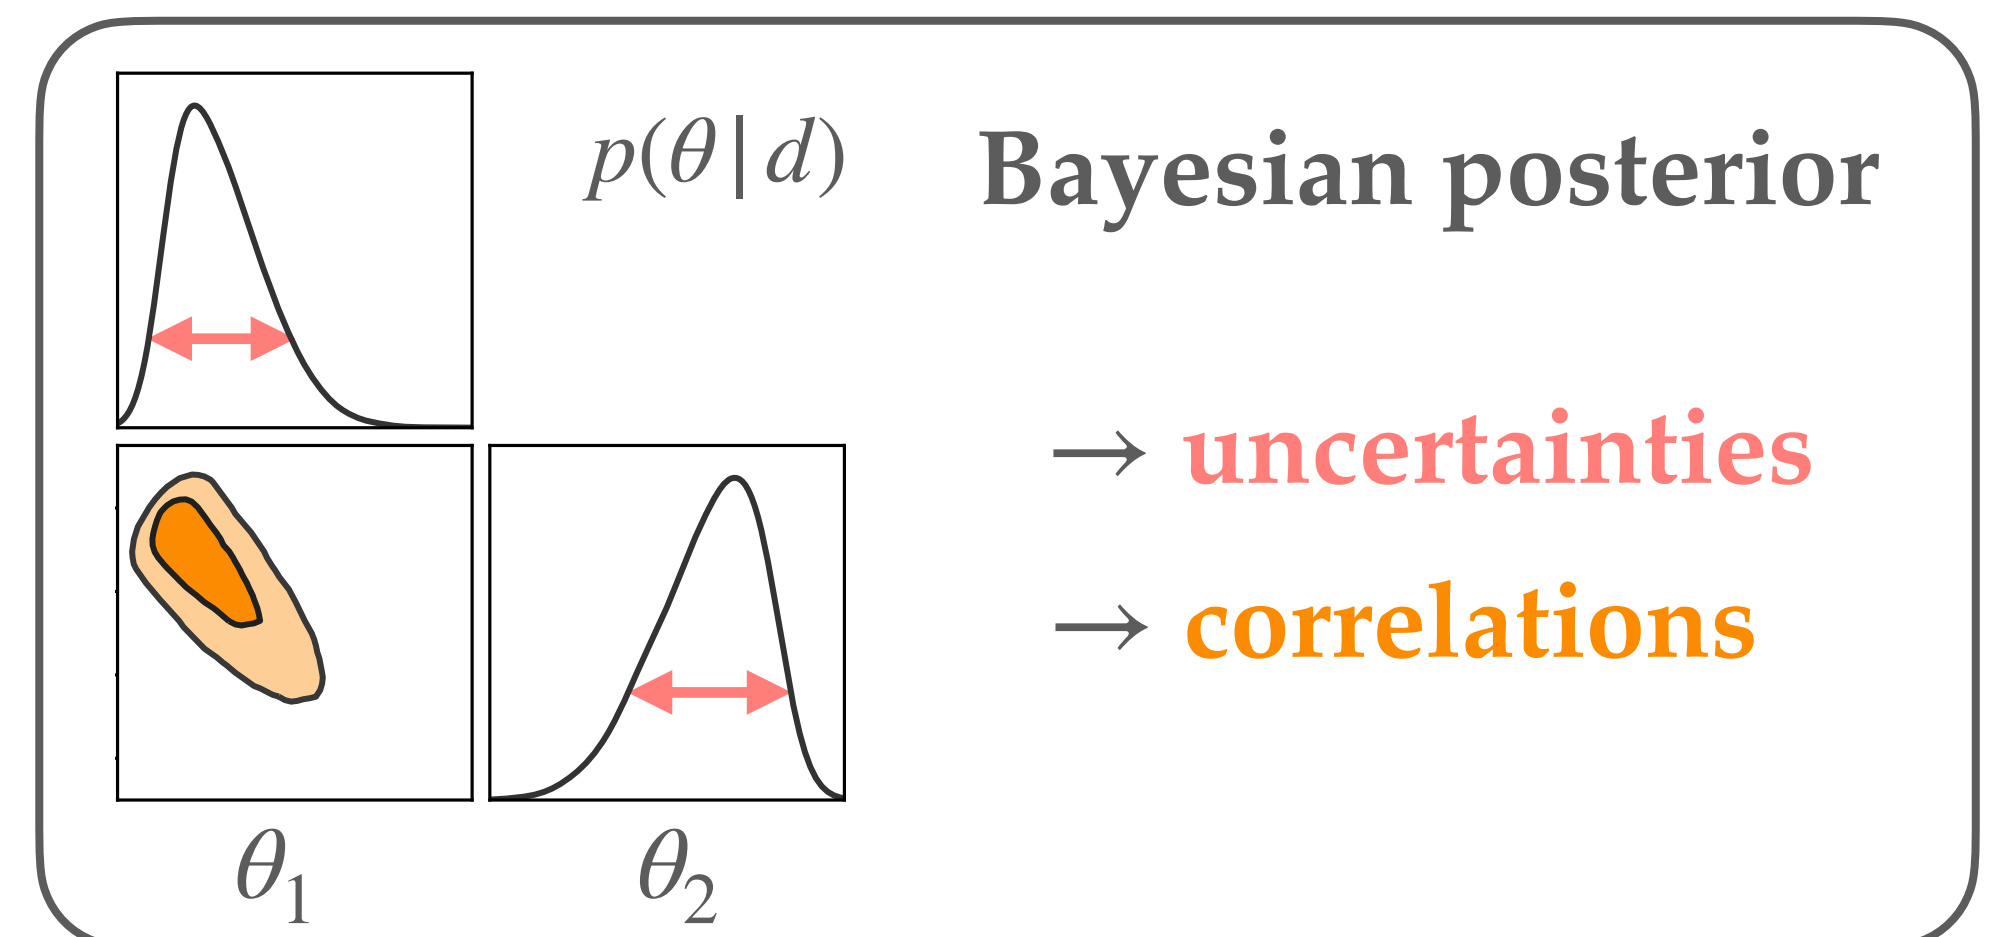 p(θ|d)
Bayesian posterior
→ uncertainties
→ correlations
θ₁
θ₂